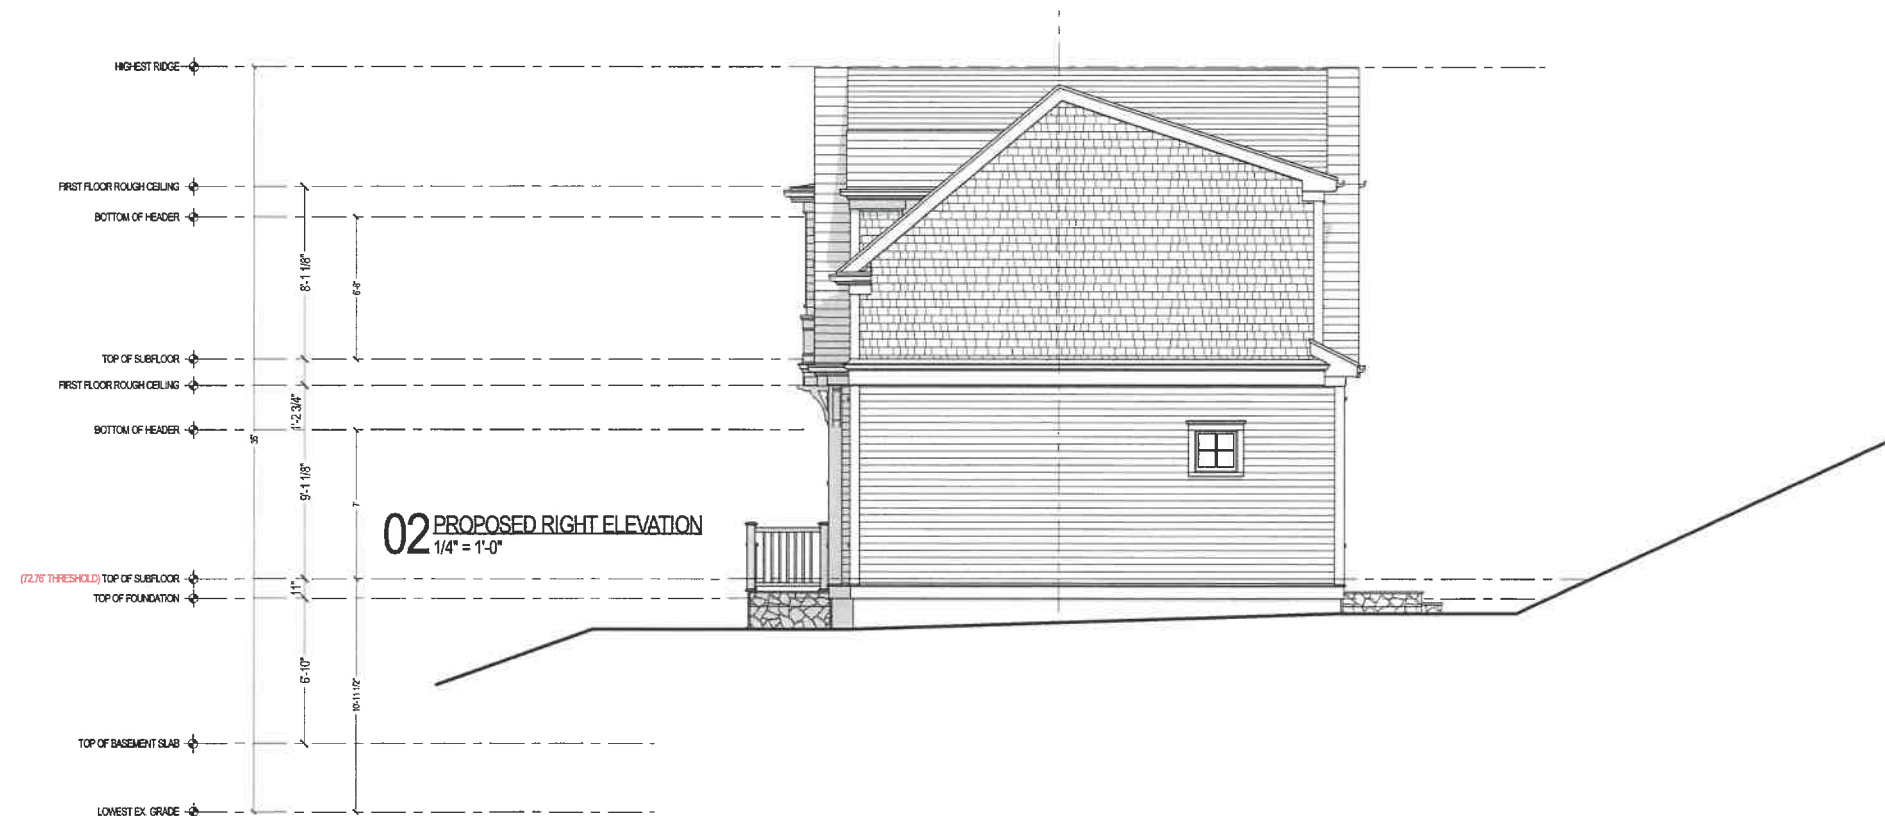 HIGHEST RIDGE
FIRST FLOOR ROUGH CEILING
BOTTOM OF HEADER
8'-1 1/8"
6'-8"
TOP OF SUBFLOOR
FIRST FLOOR ROUGH CEILING
1'-2 3/4"
BOTTOM OF HEADER
35'
9'-1 1/8"
7'
02 PROPOSED RIGHT ELEVATION
1/4" = 1'-0"
(72.76' THRESHOLD) TOP OF SUBFLOOR
11"
TOP OF FOUNDATION
6'-10"
10'-11 1/2"
TOP OF BASEMENT SLAB
LOWEST EX. GRADE